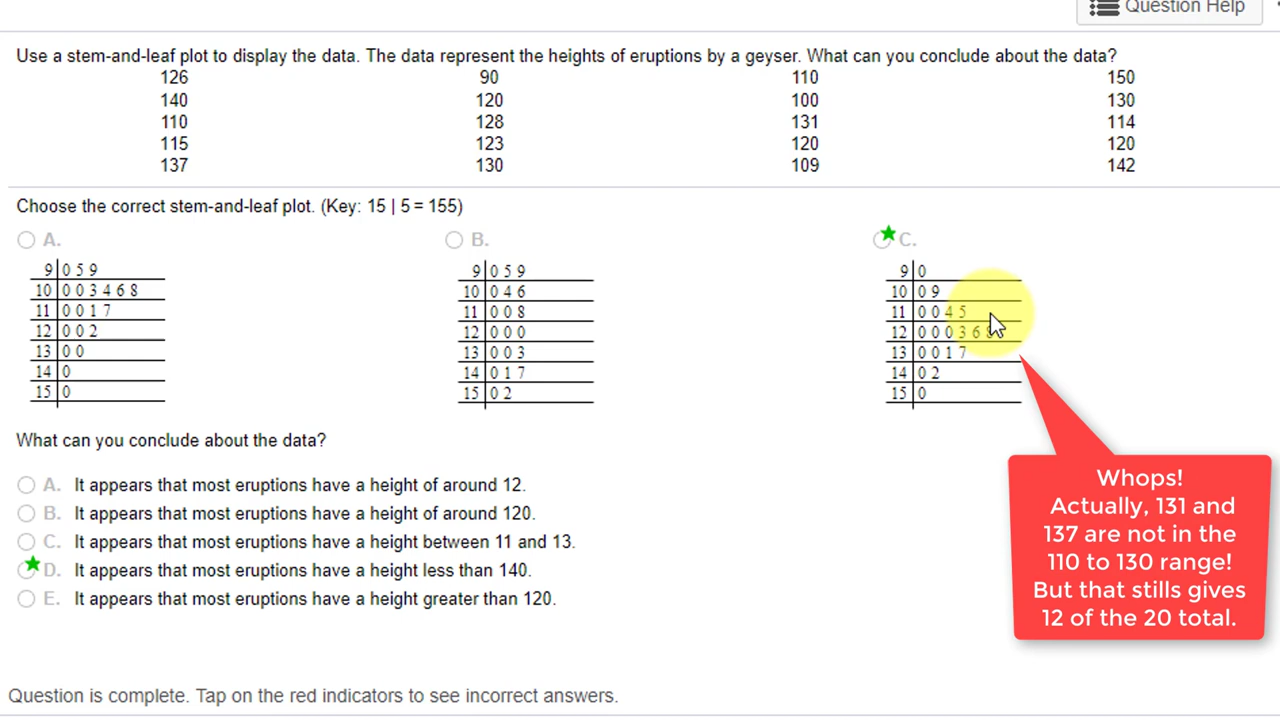 Question Help
Use a stem-and-leaf plot to display the data. The data represent the heights of eruptions by a geyser. What can you conclude about the data?
126 90 110 150
140 120 100 130
110 128 131 114
115 123 120 120
137 130 109 142
Choose the correct stem-and-leaf plot. (Key: 15 | 5 = 155)
A. B. C.
9|0 5 9 9|0 5 9 9|0
10|0 0 3 4 6 8 10|0 4 6 10|0 9
11|0 0 1 7 11|0 0 8 11|0 0 4 5
12|0 0 2 12|0 0 0 12|0 0 0 3 6 8
13|0 0 13|0 0 3 13|0 0 1 7
14|0 14|0 1 7 14|0 2
15|0 15|0 2 15|0
What can you conclude about the data?
A. It appears that most eruptions have a height of around 12.
B. It appears that most eruptions have a height of around 120.
C. It appears that most eruptions have a height between 11 and 13.
D. It appears that most eruptions have a height less than 140.
E. It appears that most eruptions have a height greater than 120.
Whops!
Actually, 131 and
137 are not in the
110 to 130 range!
But that stills gives
12 of the 20 total.
Question is complete. Tap on the red indicators to see incorrect answers.